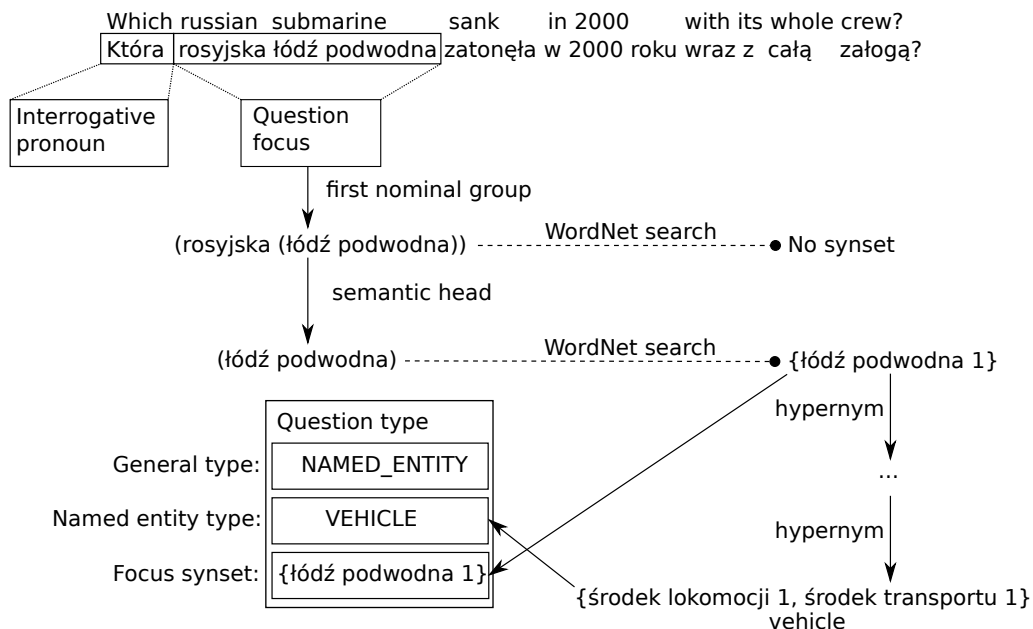 Which russian submarine sank in 2000 with its whole crew?
Która rosyjska łódź podwodna zatonęła w 2000 roku wraz z całą załogą?
Interrogative
pronoun
Question
focus
first nominal group
(rosyjska (łódź podwodna))
WordNet search
No synset
semantic head
(łódź podwodna)
WordNet search
{łódź podwodna 1}
hypernym
...
hypernym
{środek lokomocji 1, środek transportu 1}
vehicle
Question type
General type: NAMED_ENTITY
Named entity type: VEHICLE
Focus synset: {łódź podwodna 1}